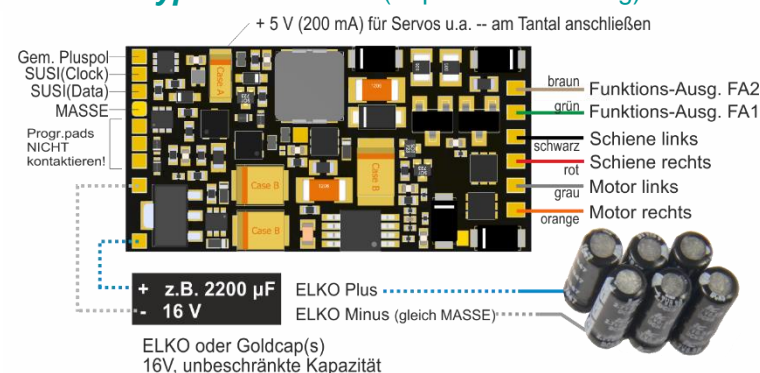 + 5 V (200 mA) für Servos u.a. -- am Tantal anschließen
Gem. Pluspol
SUSI(Clock)
SUSI(Data)
MASSE
Progr.pads
NICHT
kontaktieren!
Case A
Case B
Case B
Case B
braun
Funktions-Ausg. FA2
grün
Funktions-Ausg. FA1
schwarz
Schiene links
Schiene rechts
rot
Motor links
grau
Motor rechts
orange
+ z.B. 2200 µF
- 16 V
ELKO Plus
ELKO Minus (gleich MASSE)
ELKO oder Goldcap(s)
16V, unbeschränkte Kapazität